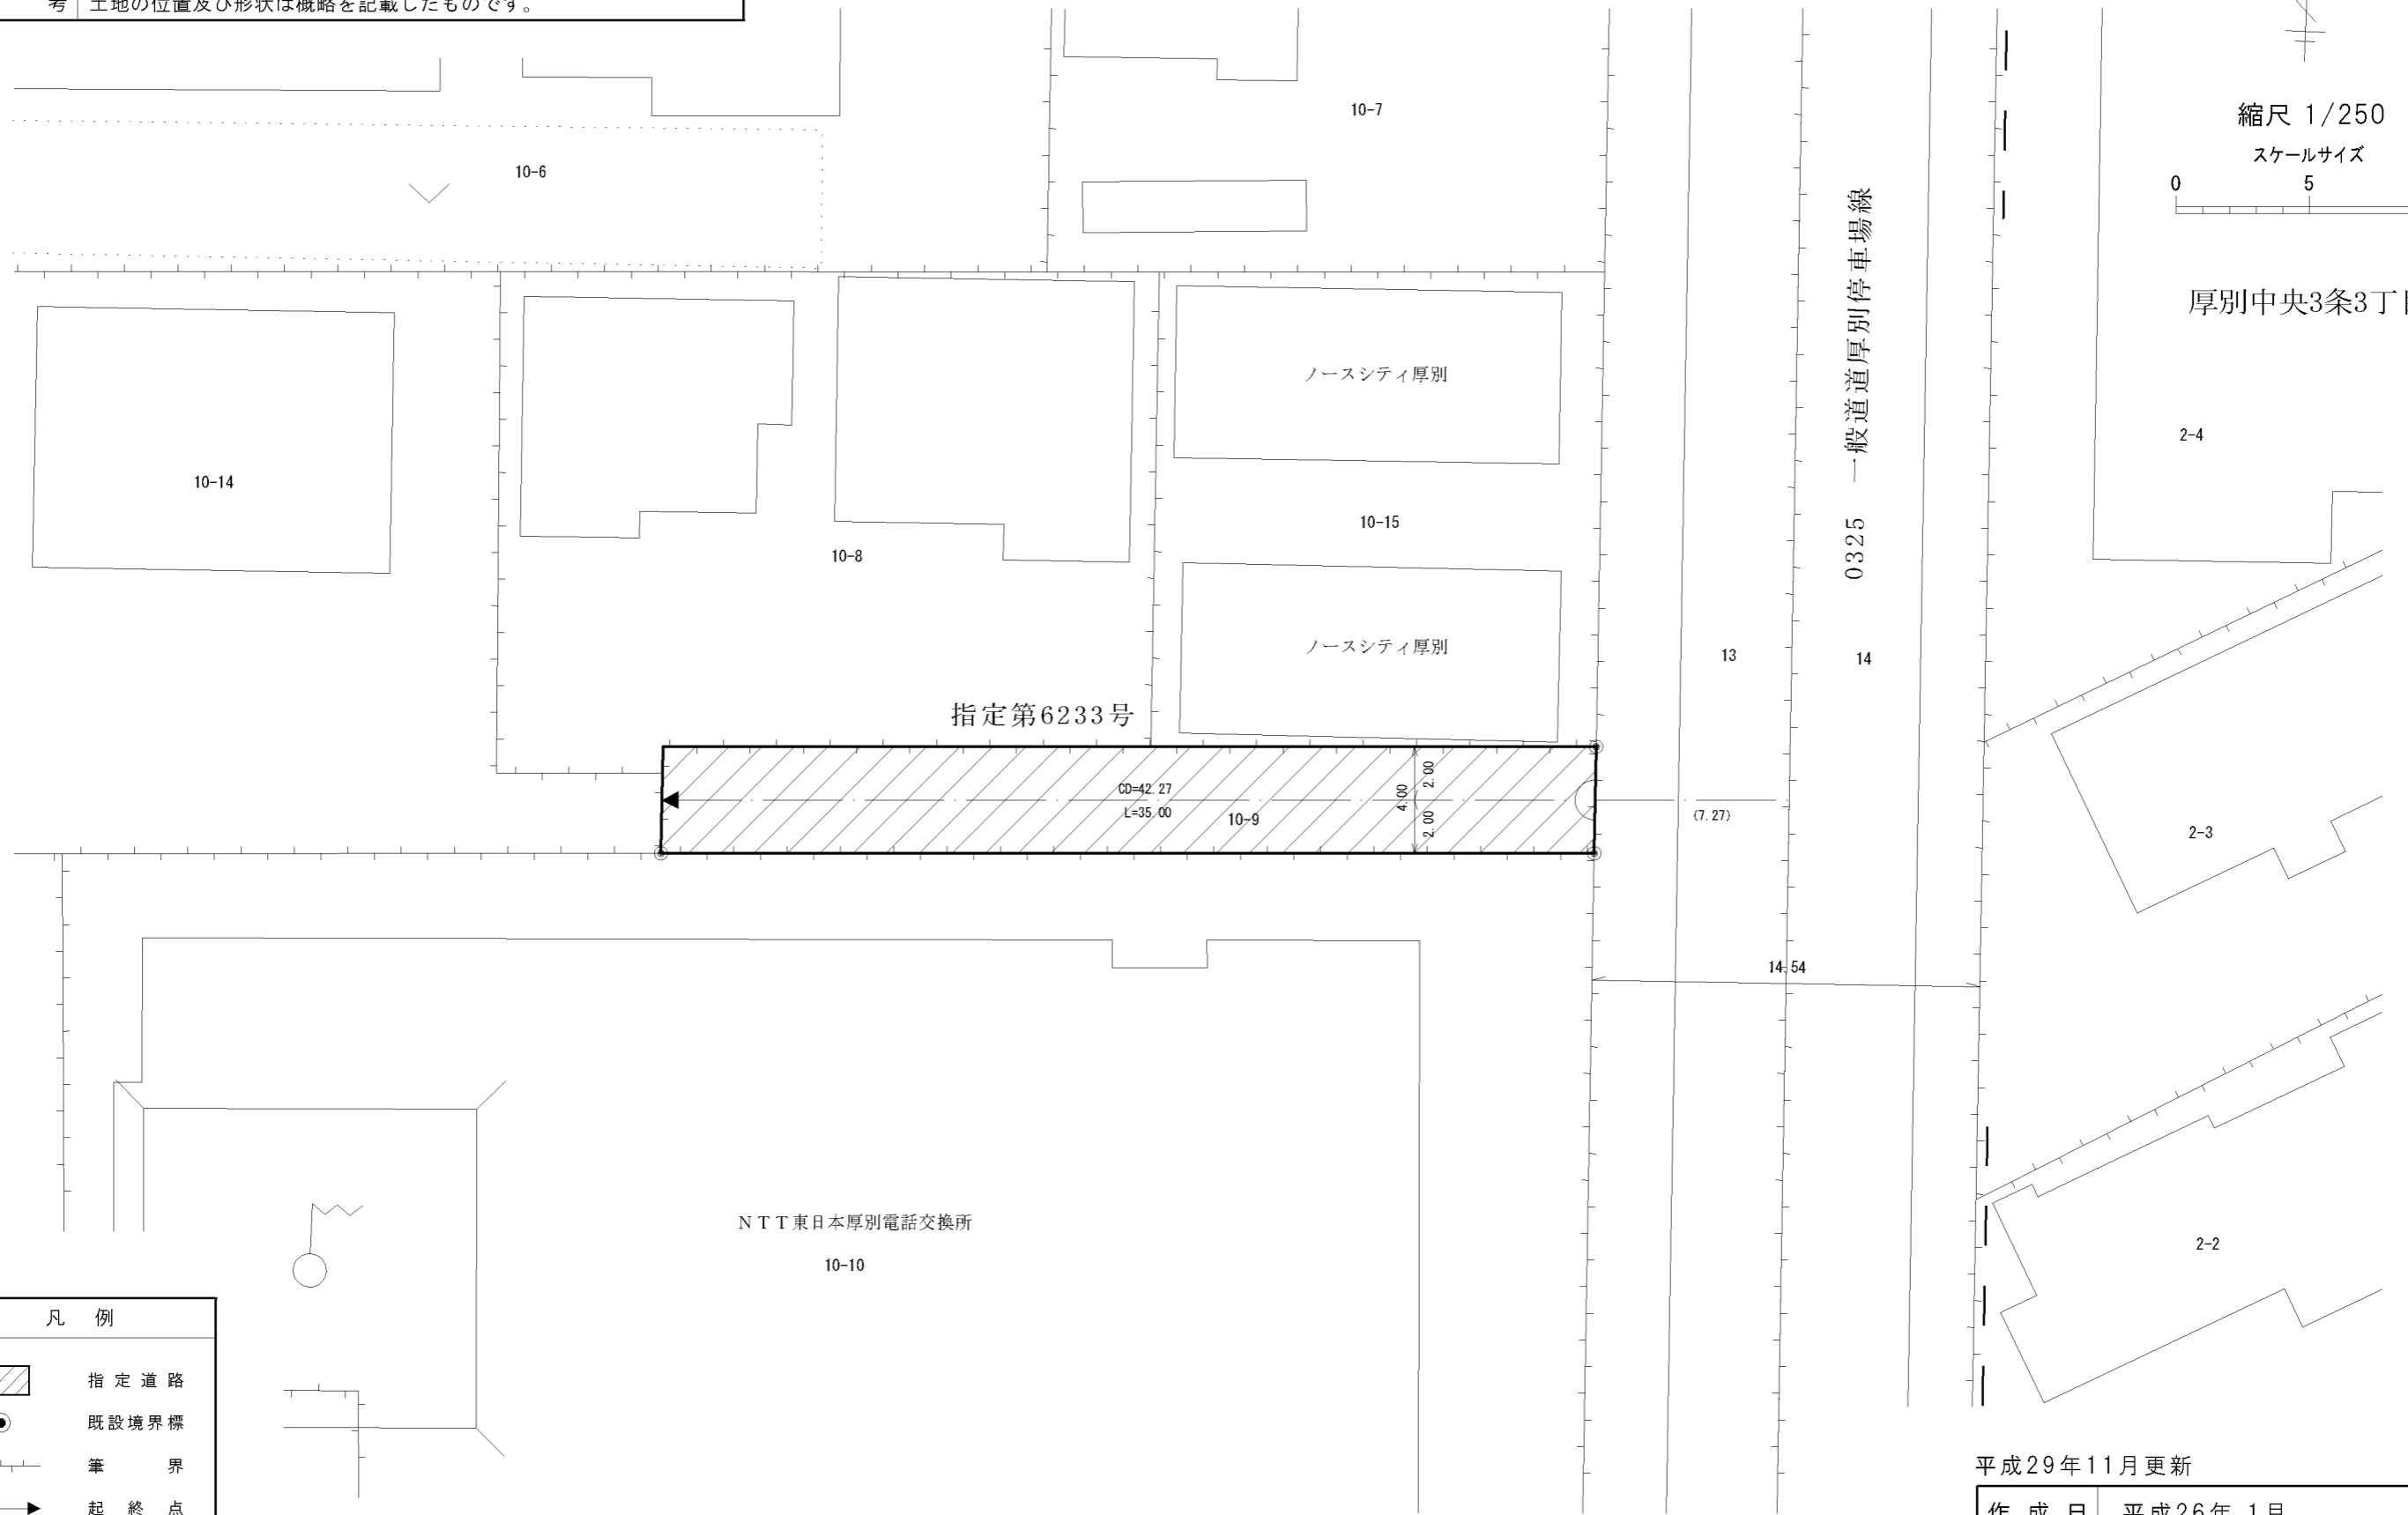 考 土地の位置及び形状は概略を記載したものです。
縮尺 1/250
スケールサイズ
0 5
10-7
10-6
厚別中央3条3丁目
0325 一般道道厚別停車場線
ノースシティ厚別
2-4
10-14
10-15
10-8
ノースシティ厚別
13
14
指定第6233号
CD=42.27
L=35.00
10-9
4.00
2.00
2.00
(7.27)
2-3
14.54
NTT東日本厚別電話交換所
10-10
2-2
凡 例
指定道路
既設境界標
筆 界
起 終 点
平成29年11月更新
作成日 平成26年 1月